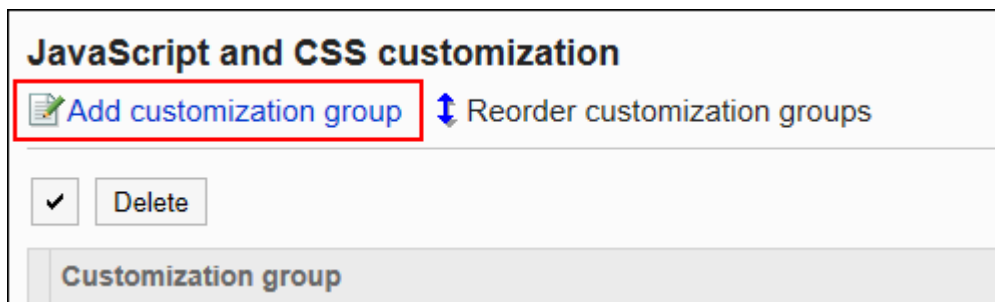 JavaScript and CSS customization
Add customization group Reorder customization groups
Delete
Customization group